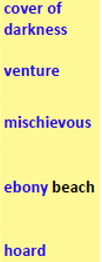 cover of
darkness
venture
mischievous
ebony beach
hoard